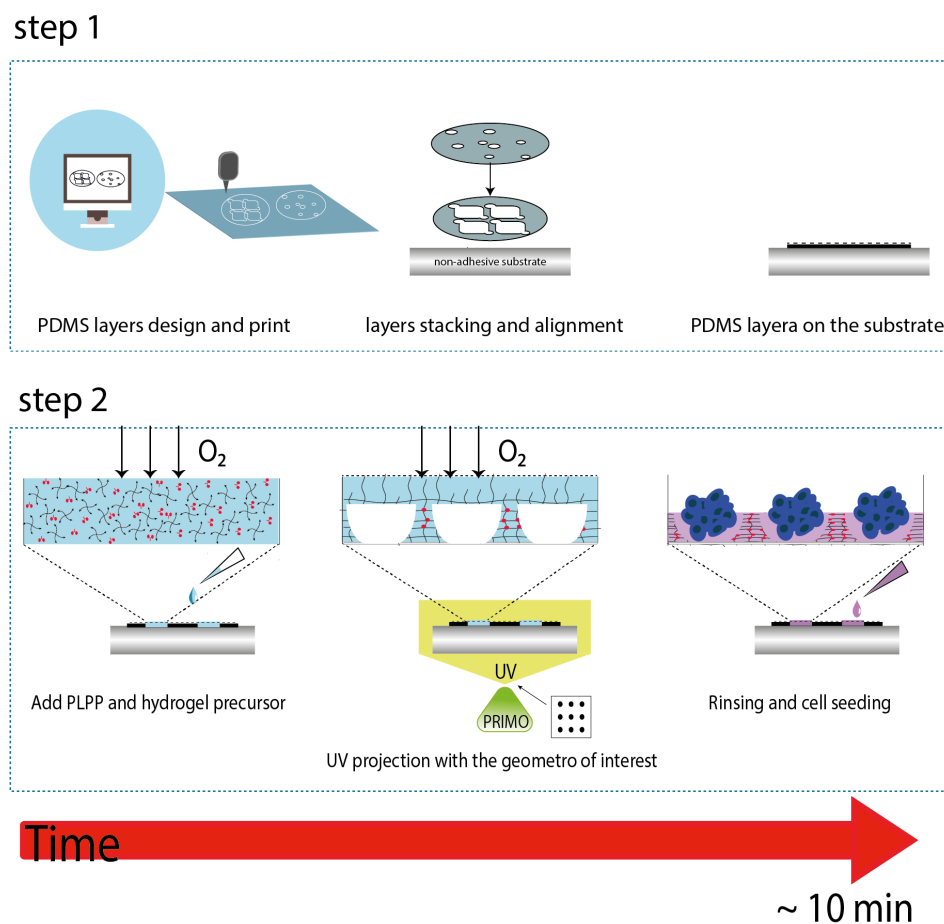 step 1
non-adhesive substrate
PDMS layers design and print
layers stacking and alignment
PDMS layera on the substrate
step 2
O₂
O₂
Add PLPP and hydrogel precursor
UV
PRIMO
UV projection with the geometro of interest
Rinsing and cell seeding
Time
~ 10 min